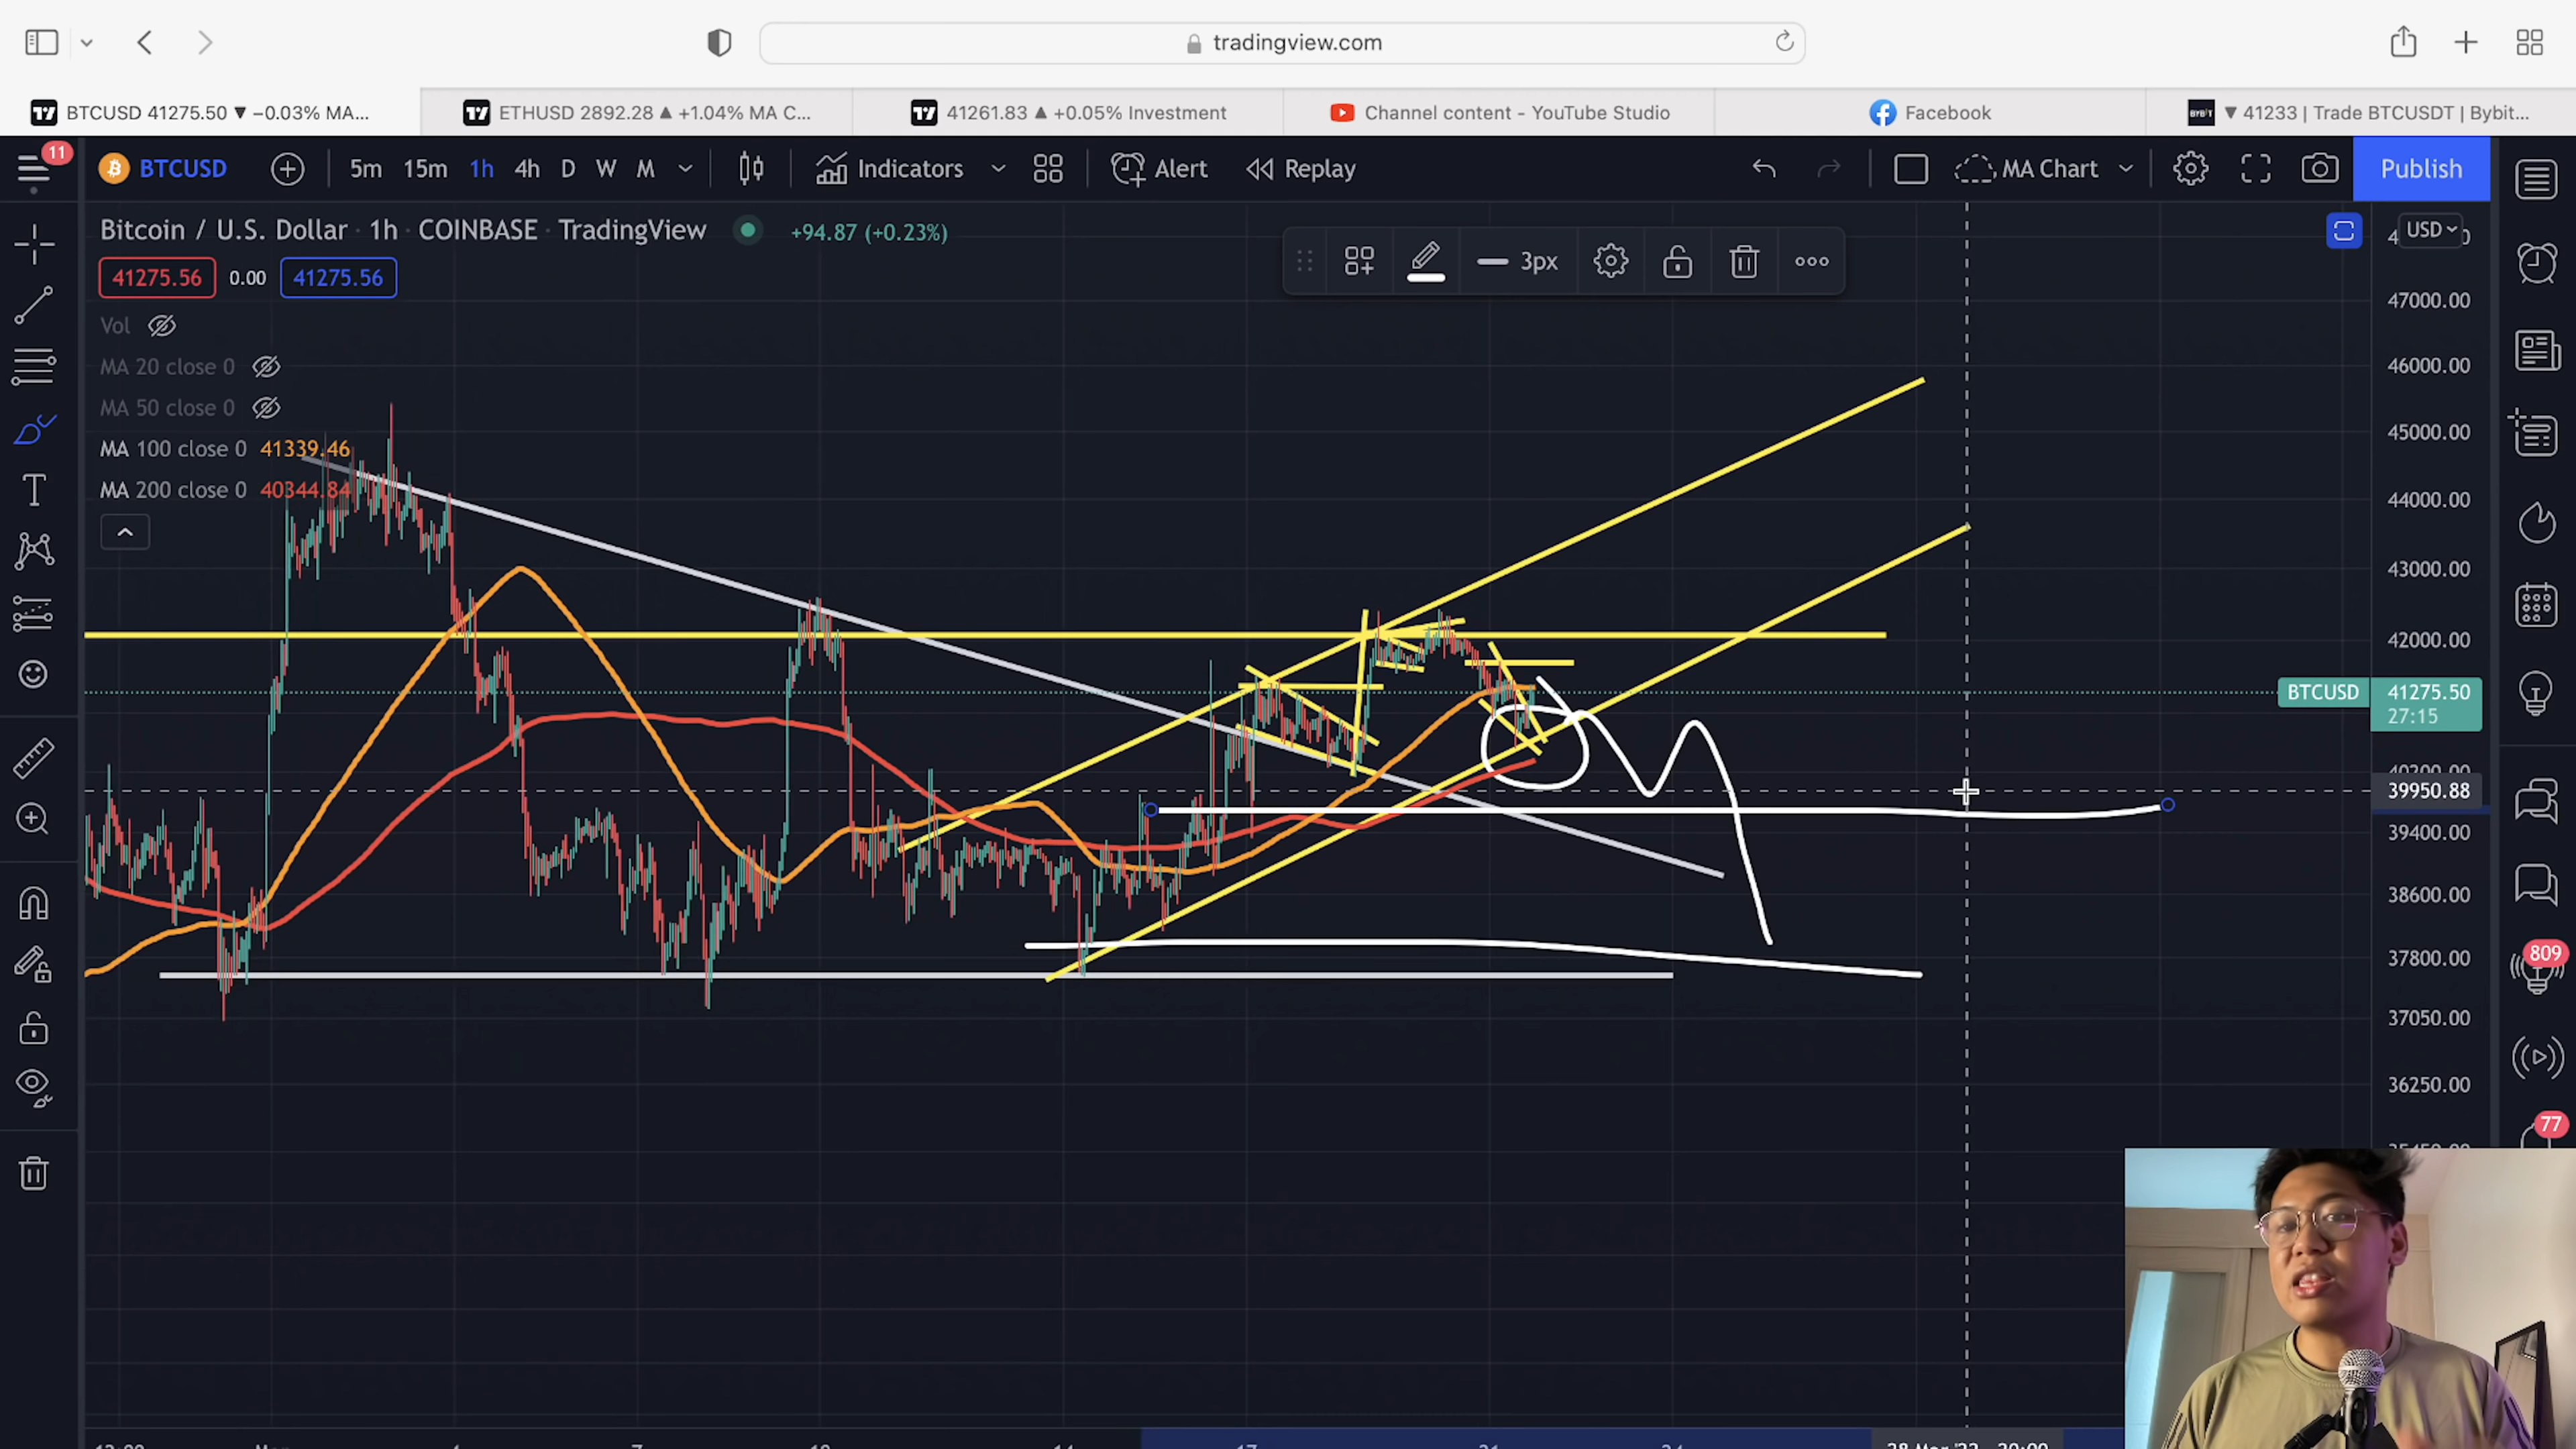 tradingview.com
BTCUSD 41275.50 ▼ −0.03% MA...
ETHUSD 2892.28 ▲ +1.04% MA C...
41261.83 ▲ +0.05% Investment
Channel content - YouTube Studio
Facebook
BYBIT ▼ 41233 | Trade BTCUSDT | Bybit...
11
BTCUSD 5m 15m 1h 4h D W M Indicators Alert Replay MA Chart Publish
Bitcoin / U.S. Dollar · 1h · COINBASE · TradingView +94.87 (+0.23%)
USD
3px
41275.56 0.00 41275.56
Vol
MA 20 close 0
MA 50 close 0
MA 100 close 0 41339.46
MA 200 close 0 40344.84
47000.00
46000.00
45000.00
44000.00
43000.00
42000.00
BTCUSD 41275.50
27:15
40200.00
39950.88
39400.00
38600.00
37800.00
37050.00
36250.00
809
77